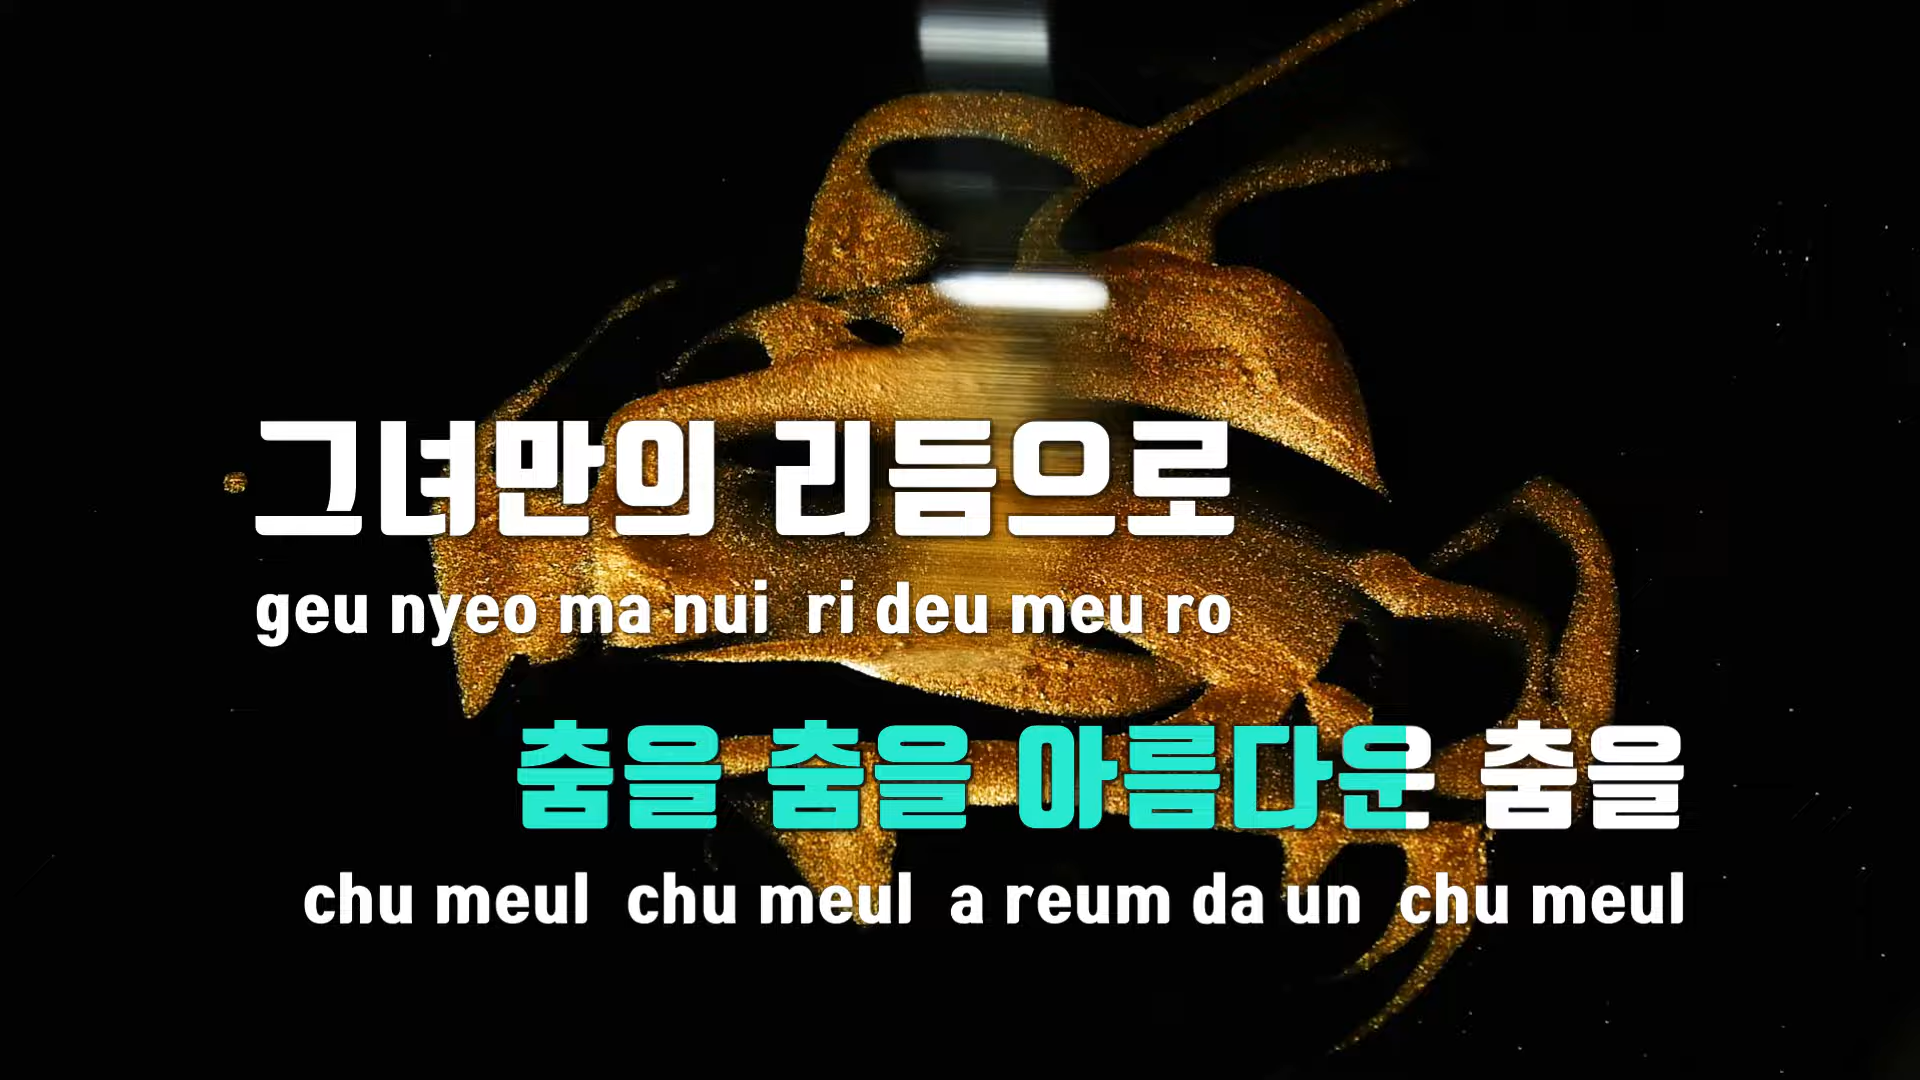 그녀만의 리듬으로
geu nyeo ma nui ri deu meu ro
춤을 춤을 아름다운 춤을
chu meul chu meul a reum da un chu meul